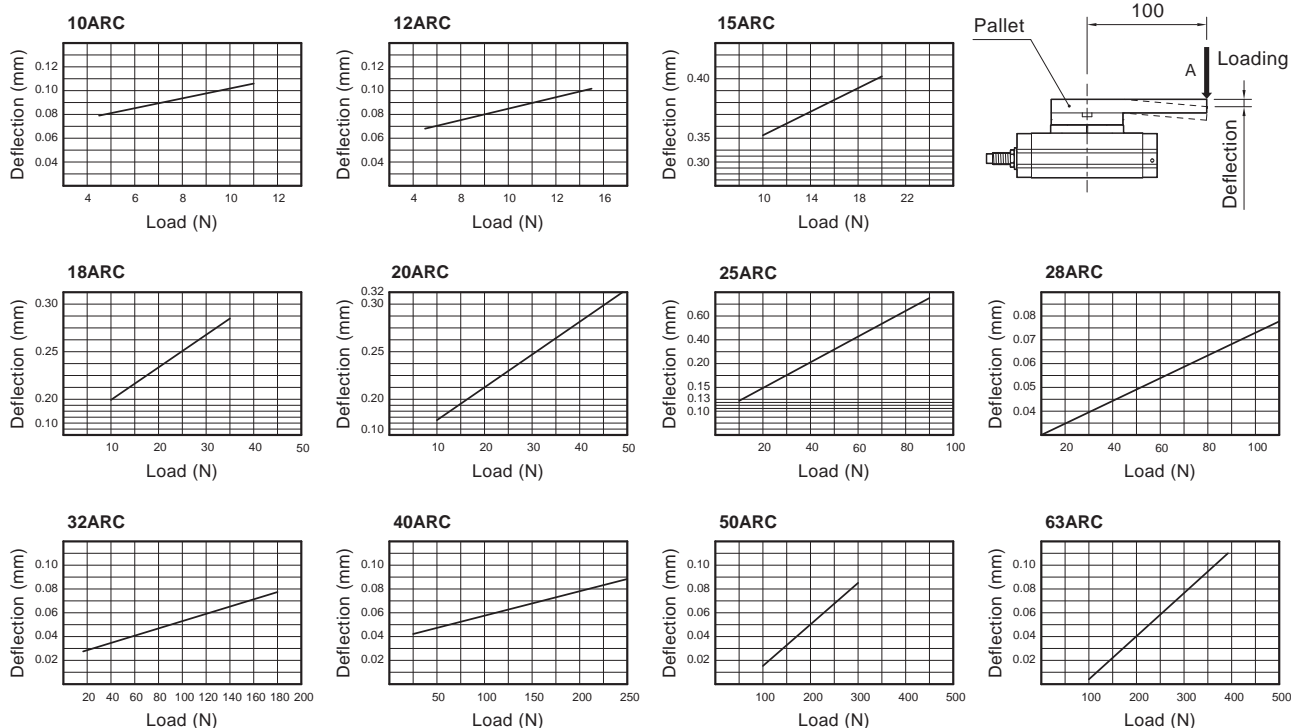 10ARC
Deflection (mm)
0.12
0.10
0.08
0.06
0.04
4 6 8 10 12
Load (N)
12ARC
Deflection (mm)
0.12
0.10
0.08
0.06
0.04
4 6 8 10 12 14 16
Load (N)
15ARC
Deflection (mm)
0.40
0.35
0.30
10 14 18 22
Load (N)
100
Pallet
A
Loading
Deflection
18ARC
Deflection (mm)
0.30
0.25
0.20
0.10
10 20 30 40 50
Load (N)
20ARC
Deflection (mm)
0.32
0.30
0.25
0.20
0.10
10 20 30 40 50
Load (N)
25ARC
Deflection (mm)
0.60
0.40
0.20
0.15
0.13
0.10
20 40 60 80 100
Load (N)
28ARC
Deflection (mm)
0.08
0.07
0.06
0.05
0.04
20 40 60 80 100
Load (N)
32ARC
Deflection (mm)
0.10
0.08
0.06
0.04
0.02
20 40 60 80 100 120 140 160 180 200
Load (N)
40ARC
Deflection (mm)
0.10
0.08
0.06
0.04
0.02
50 100 150 200 250
Load (N)
50ARC
Deflection (mm)
0.10
0.08
0.06
0.04
0.02
100 200 300 400 500
Load (N)
63ARC
Deflection (mm)
0.10
0.08
0.06
0.04
0.02
100 200 300 400 500
Load (N)